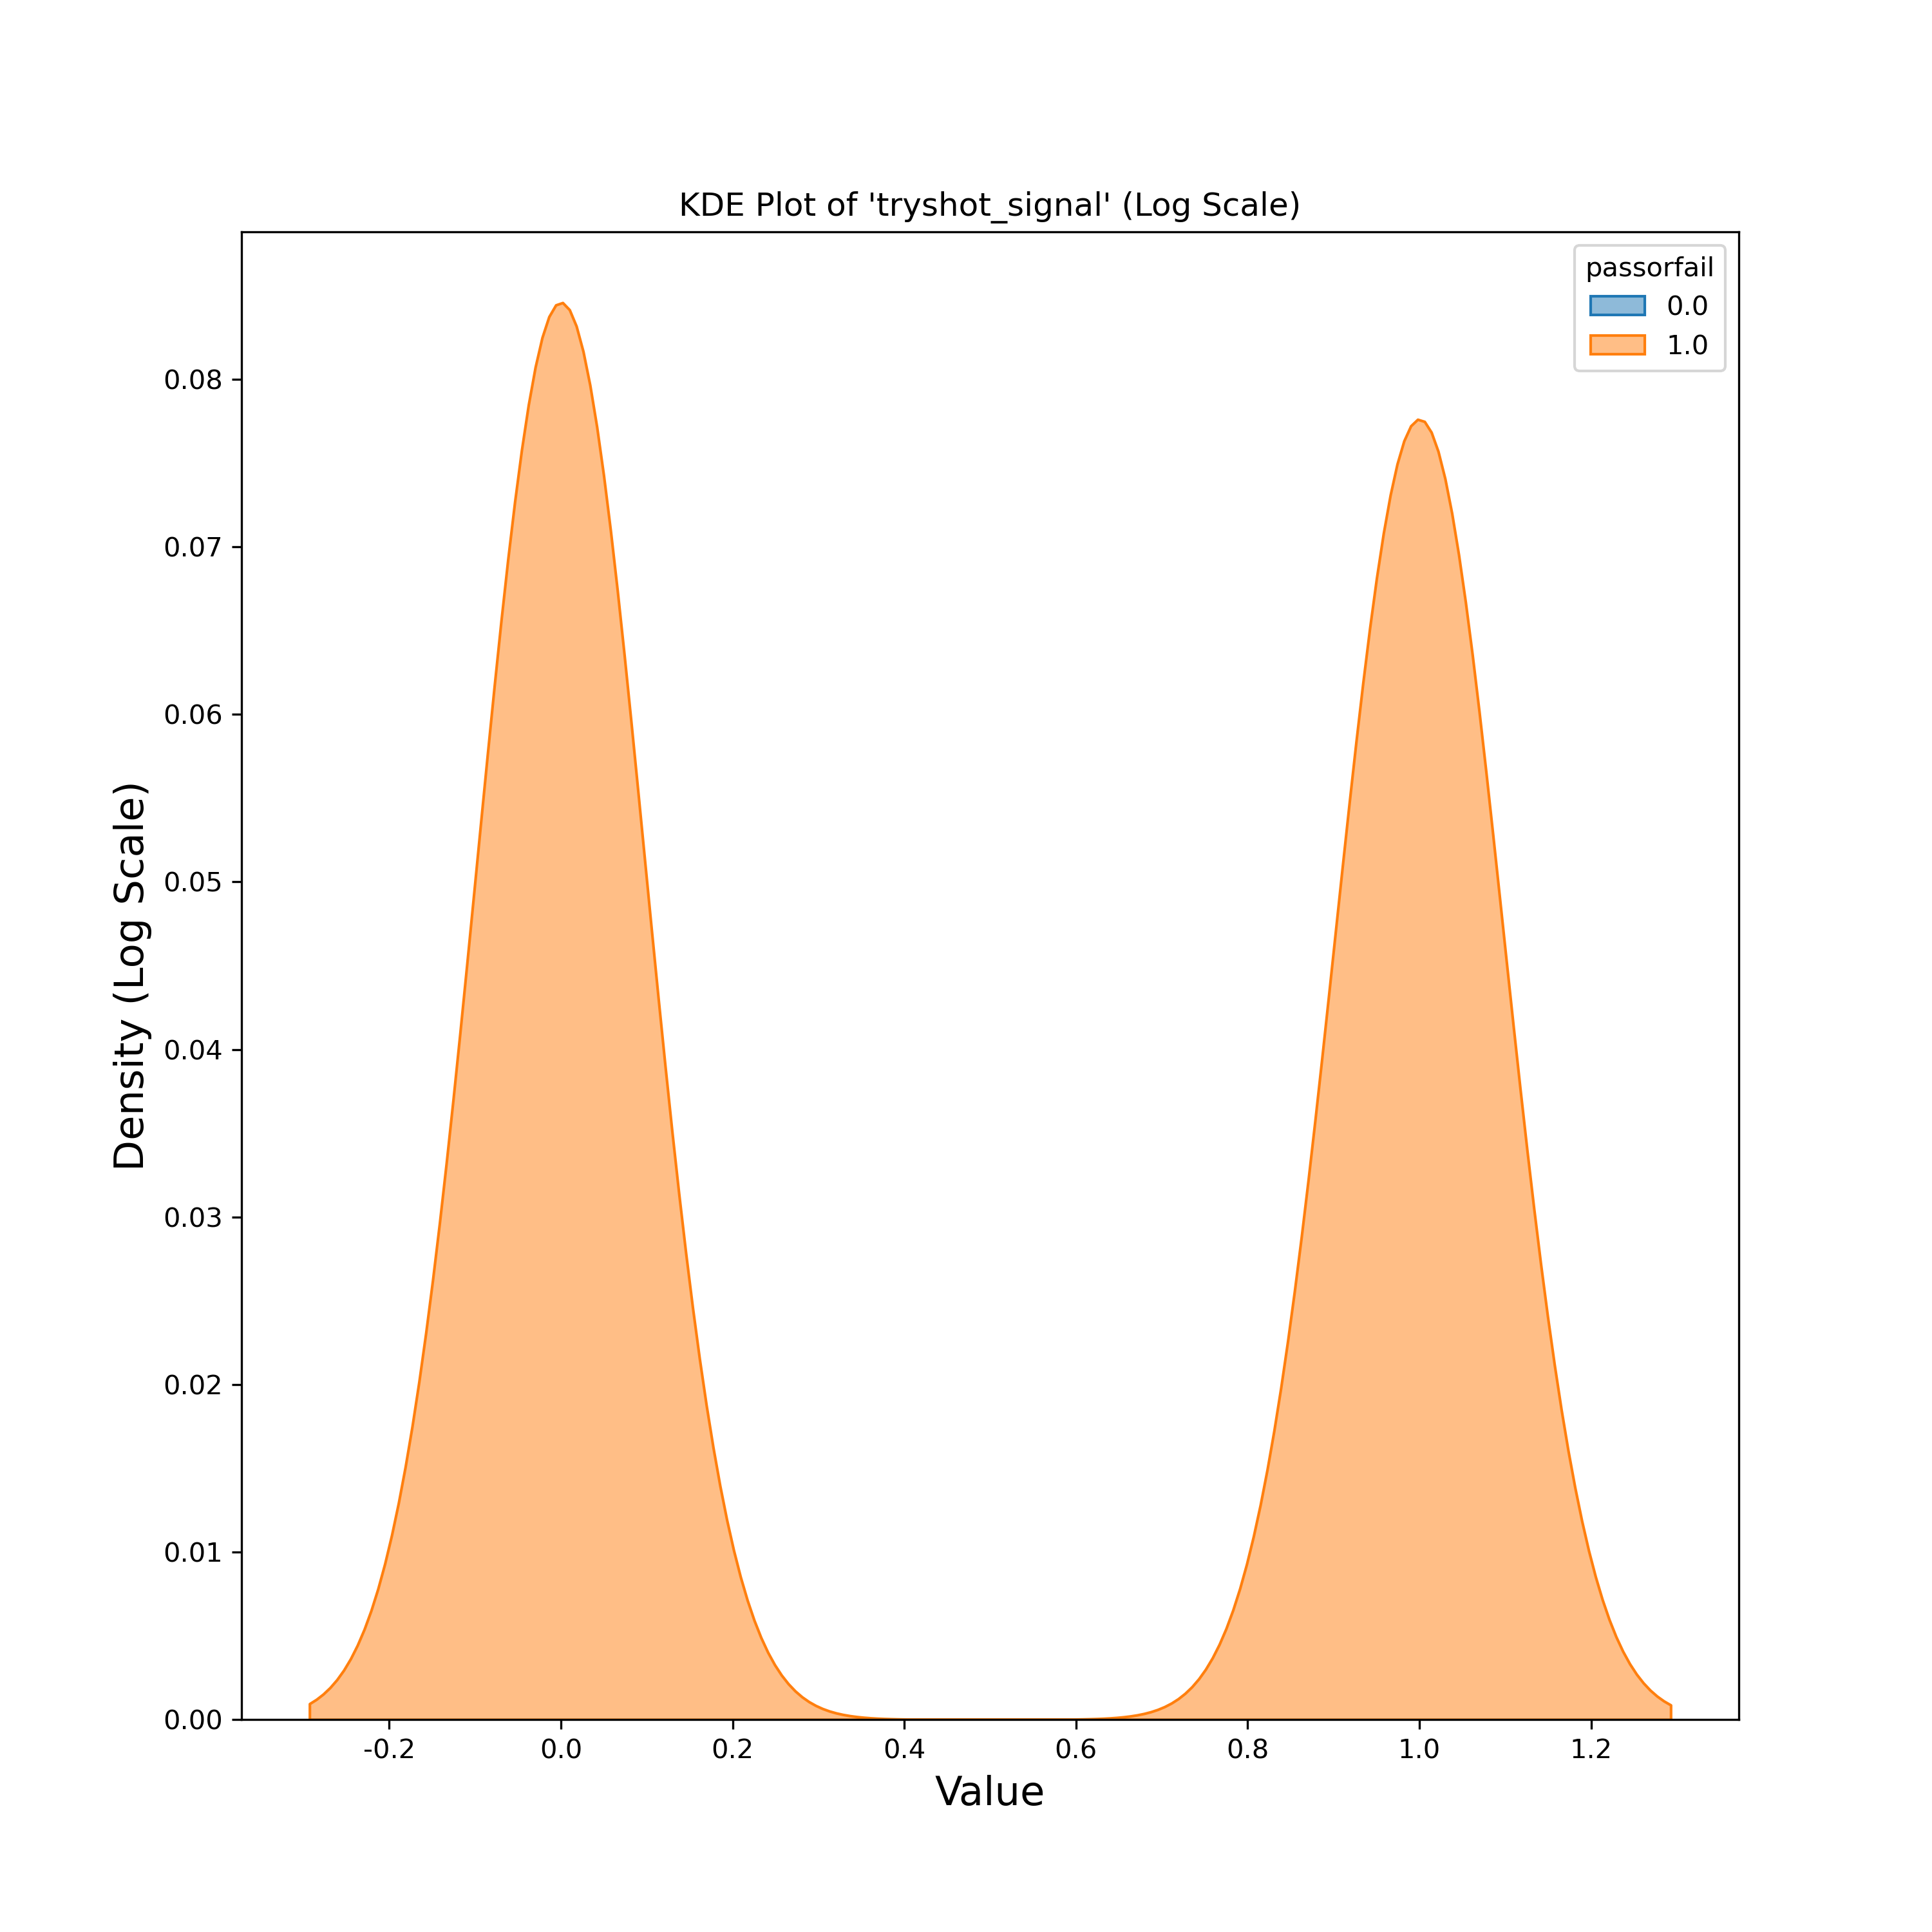 KDE Plot of 'tryshot_signal' (Log Scale)
passorfail
0.0
1.0
Density (Log Scale)
0.08
0.07
0.06
0.05
0.04
0.03
0.02
0.01
0.00
-0.2 0.0 0.2 0.4 0.6 0.8 1.0 1.2
Value